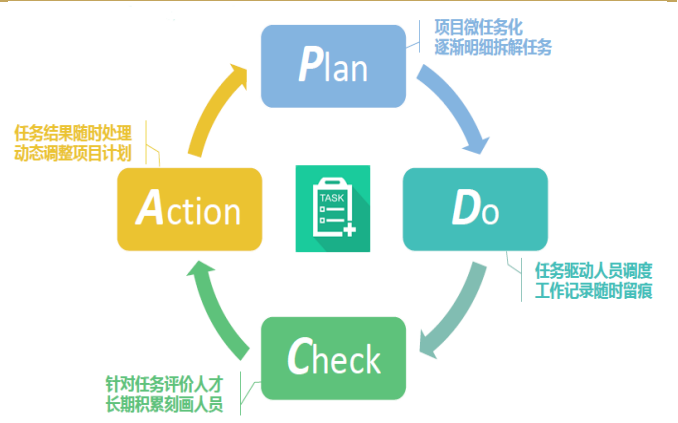 Plan
项目微任务化
逐渐明细拆解任务
任务结果随时处理
动态调整项目计划
Action
TASK
Do
任务驱动人员调度
工作记录随时留痕
Check
针对任务评价人才
长期积累刻画人员